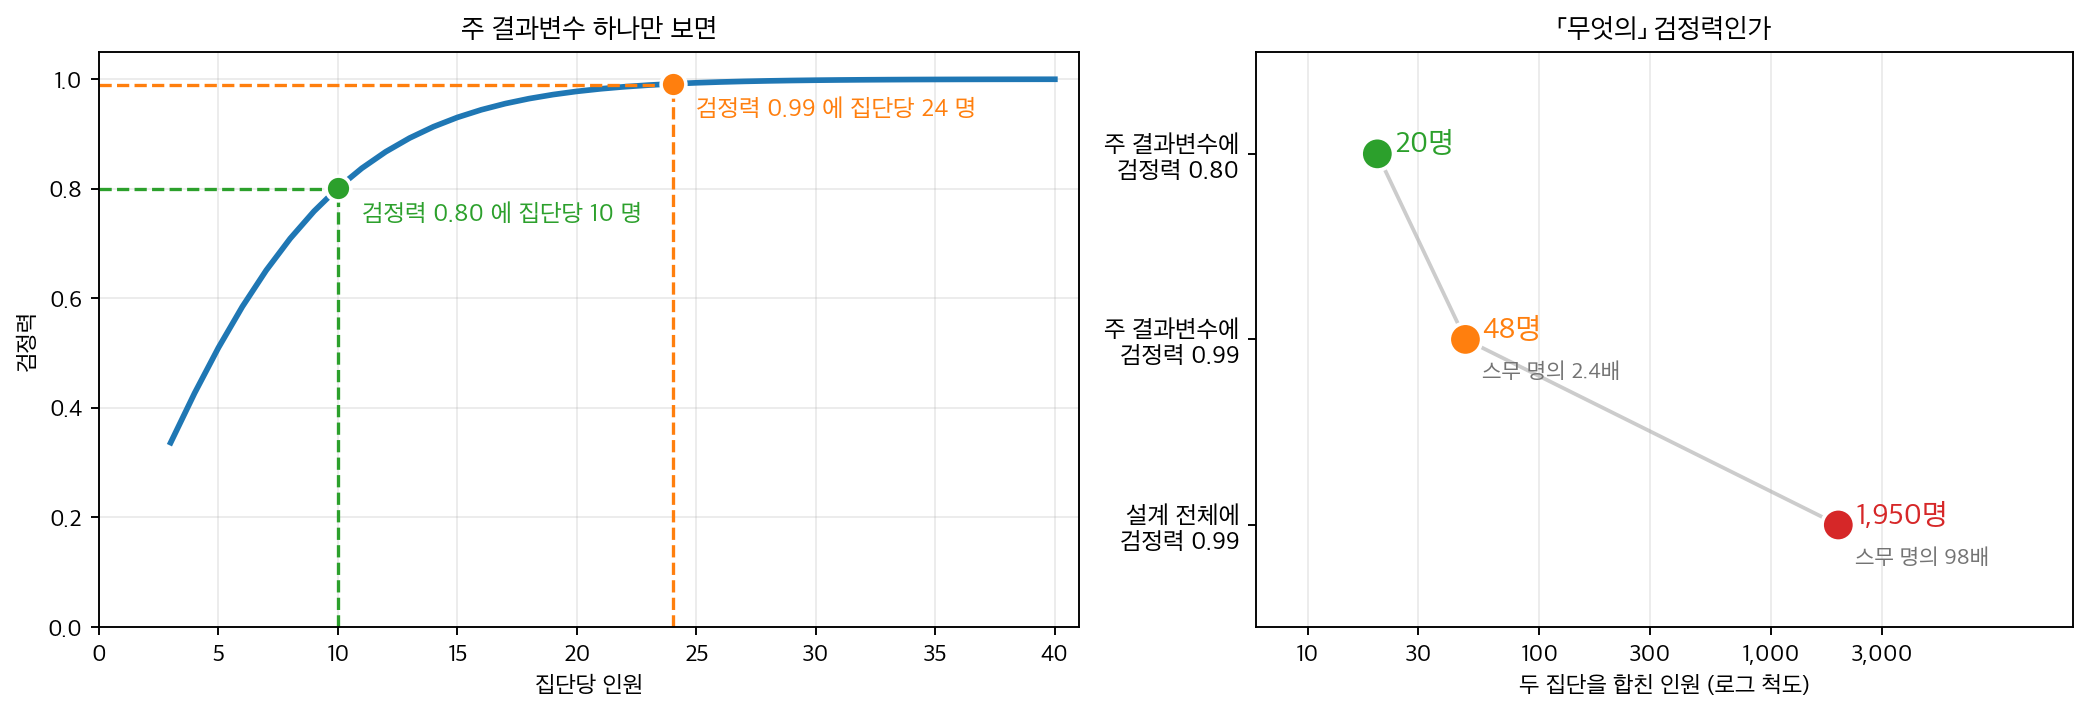 주 결과변수 하나만 보면
1.0
0.8
0.6
0.4
0.2
0.0
검정력
검정력 0.99 에 집단당 24 명
검정력 0.80 에 집단당 10 명
0 5 10 15 20 25 30 35 40
집단당 인원
「무엇의」 검정력인가
주 결과변수에
검정력 0.80
주 결과변수에
검정력 0.99
설계 전체에
검정력 0.99
20명
48명
스무 명의 2.4배
1,950명
스무 명의 98배
10 30 100 300 1,000 3,000
두 집단을 합친 인원 (로그 척도)